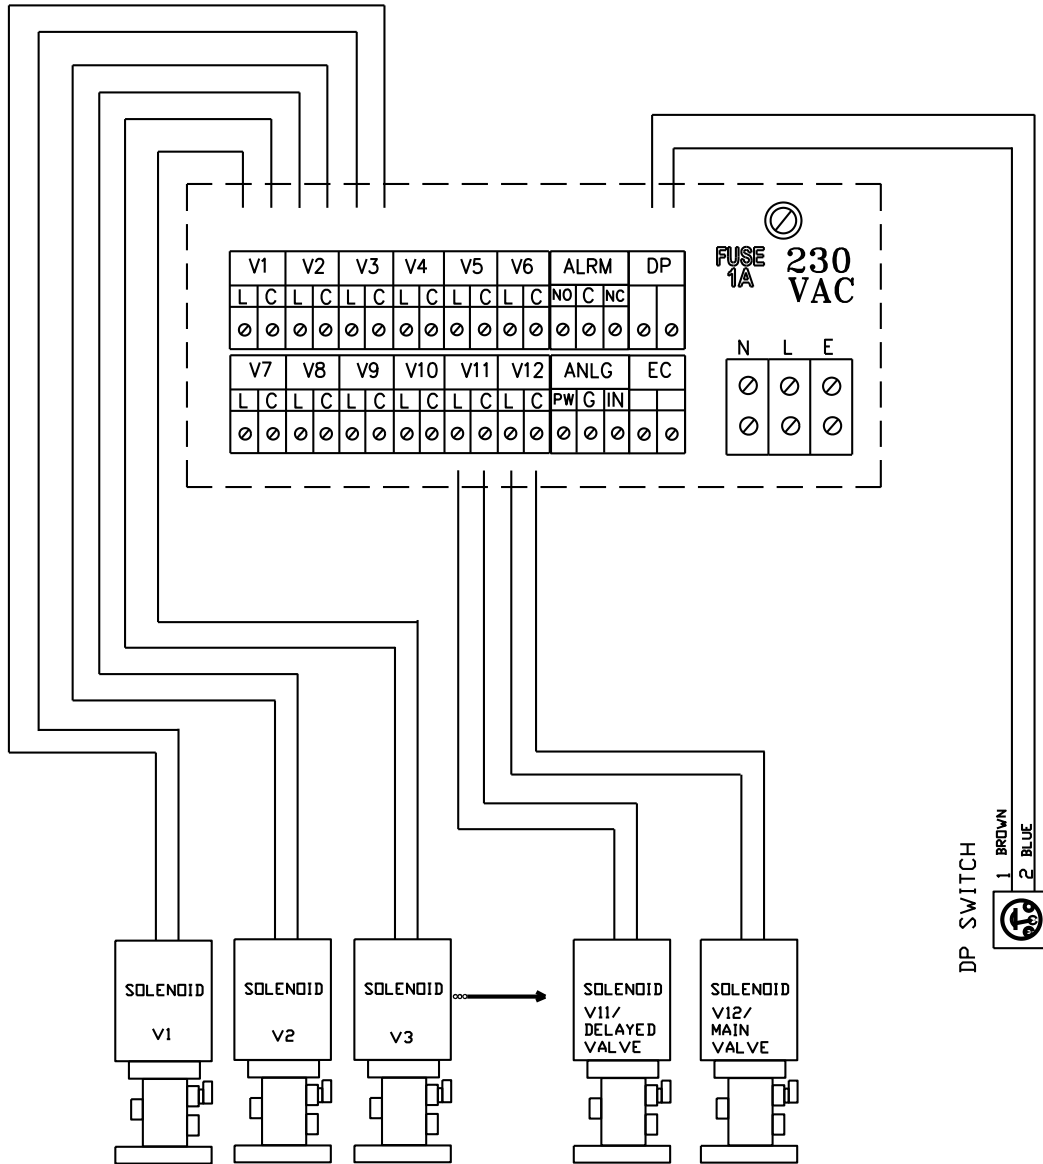 V1 V2 V3 V4 V5 V6 ALRM DP
L C L C L C L C L C L C NO C NC
V7 V8 V9 V10 V11 V12 ANLG EC
L C L C L C L C L C L C PW G IN
FUSE
1A
230
VAC
N L E
DP SWITCH
1 BROWN
2 BLUE
SOLENOID
V1
SOLENOID
V2
SOLENOID
V3
SOLENOID
V11/
DELAYED
VALVE
SOLENOID
V12/
MAIN
VALVE